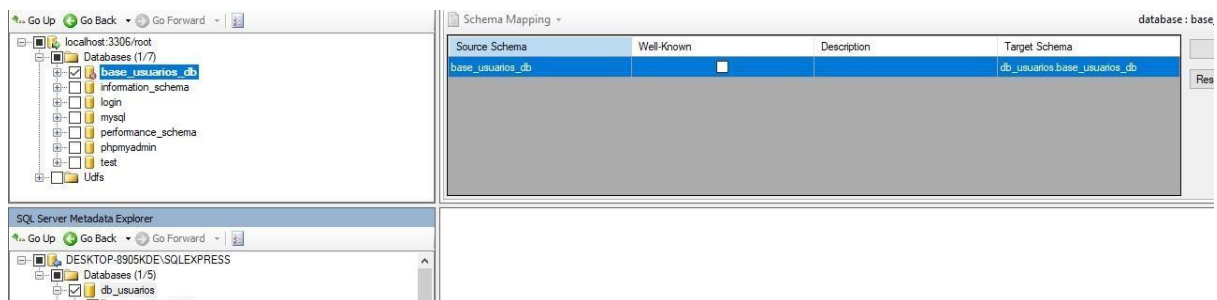 Go Up Go Back Go Forward
localhost:3306/root
Databases (1/7)
base_usuarios_db
information_schema
login
mysql
performance_schema
phpmyadmin
test
Udfs
Schema Mapping
database : base_
Source Schema Well-Known Description Target Schema
base_usuarios_db db_usuarios.base_usuarios_db
Res
SQL Server Metadata Explorer
Go Up Go Back Go Forward
DESKTOP-8905KDE\SQLEXPRESS
Databases (1/5)
db_usuarios